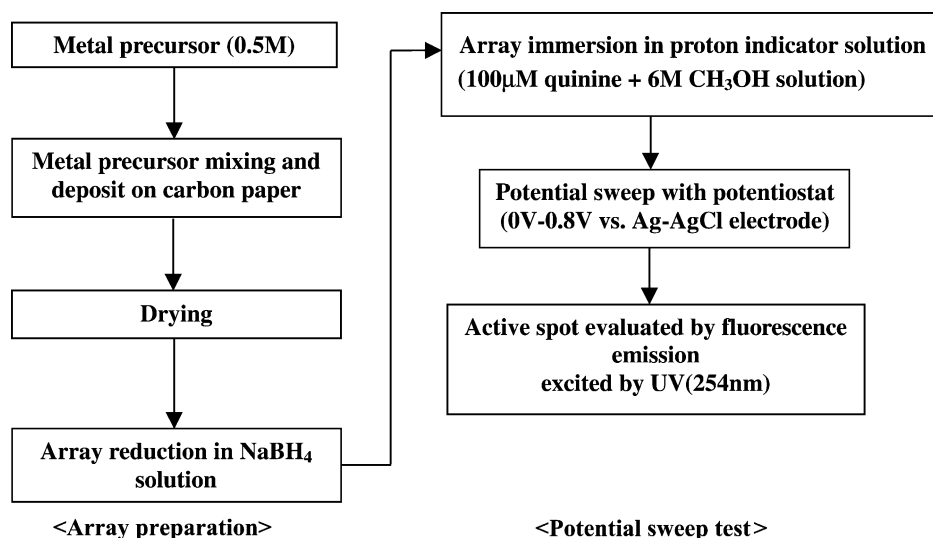 Metal precursor (0.5M)
Metal precursor mixing and
deposit on carbon paper
Drying
Array reduction in NaBH₄
solution
<Array preparation>
Array immersion in proton indicator solution
(100μM quinine + 6M CH₃OH solution)
Potential sweep with potentiostat
(0V-0.8V vs. Ag-AgCl electrode)
Active spot evaluated by fluorescence
emission
excited by UV(254nm)
<Potential sweep test>